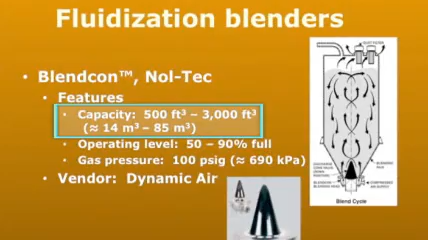 Fluidization blenders
• Blendcon™, Nol-Tec
• Features
• Capacity: 500 ft³ – 3,000 ft³
(≈ 14 m³ – 85 m³)
• Operating level: 50 – 90% full
• Gas pressure: 100 psig (≈ 690 kPa)
• Vendor: Dynamic Air
Blend Cycle